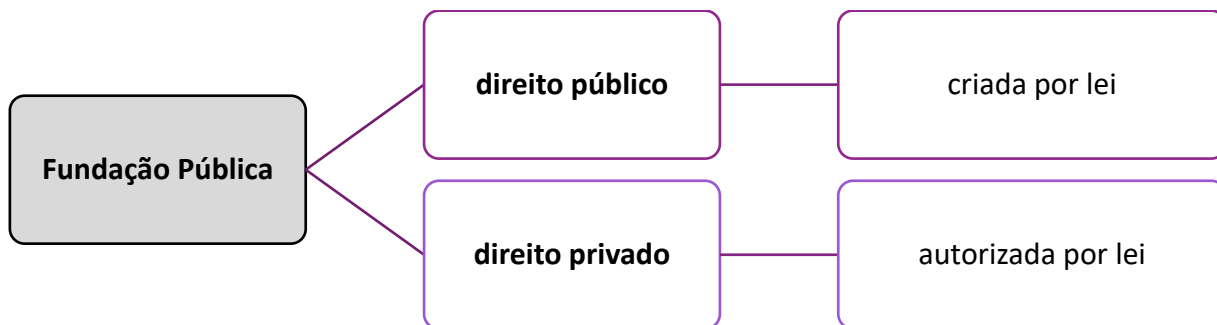 Fundação Pública
direito público
criada por lei
direito privado
autorizada por lei